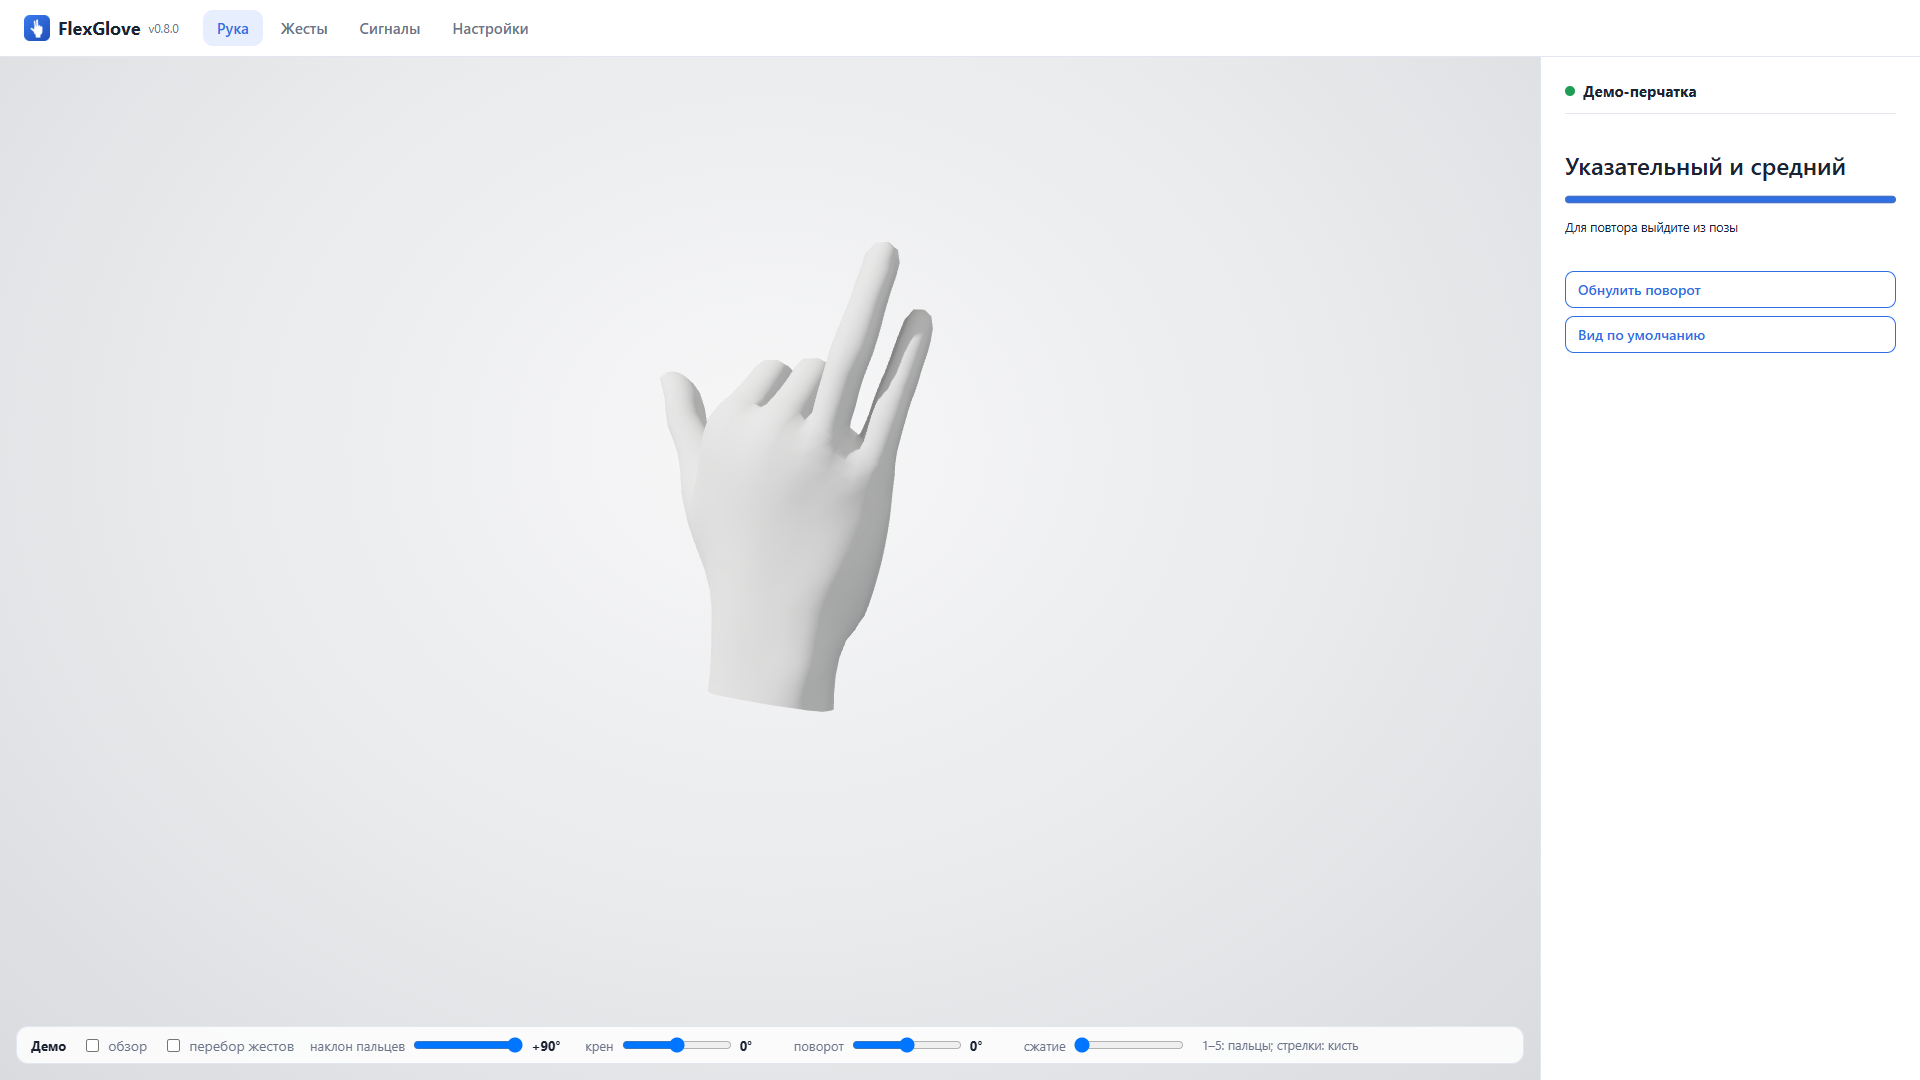 FlexGlove v0.8.0 Рука Жесты Сигналы Настройки
Демо-перчатка
Указательный и средний
Для повтора выйдите из позы
Обнулить поворот
Вид по умолчанию
Демо обзор перебор жестов наклон пальцев +90° крен 0° поворот 0° сжатие 1–5: пальцы; стрелки: кисть